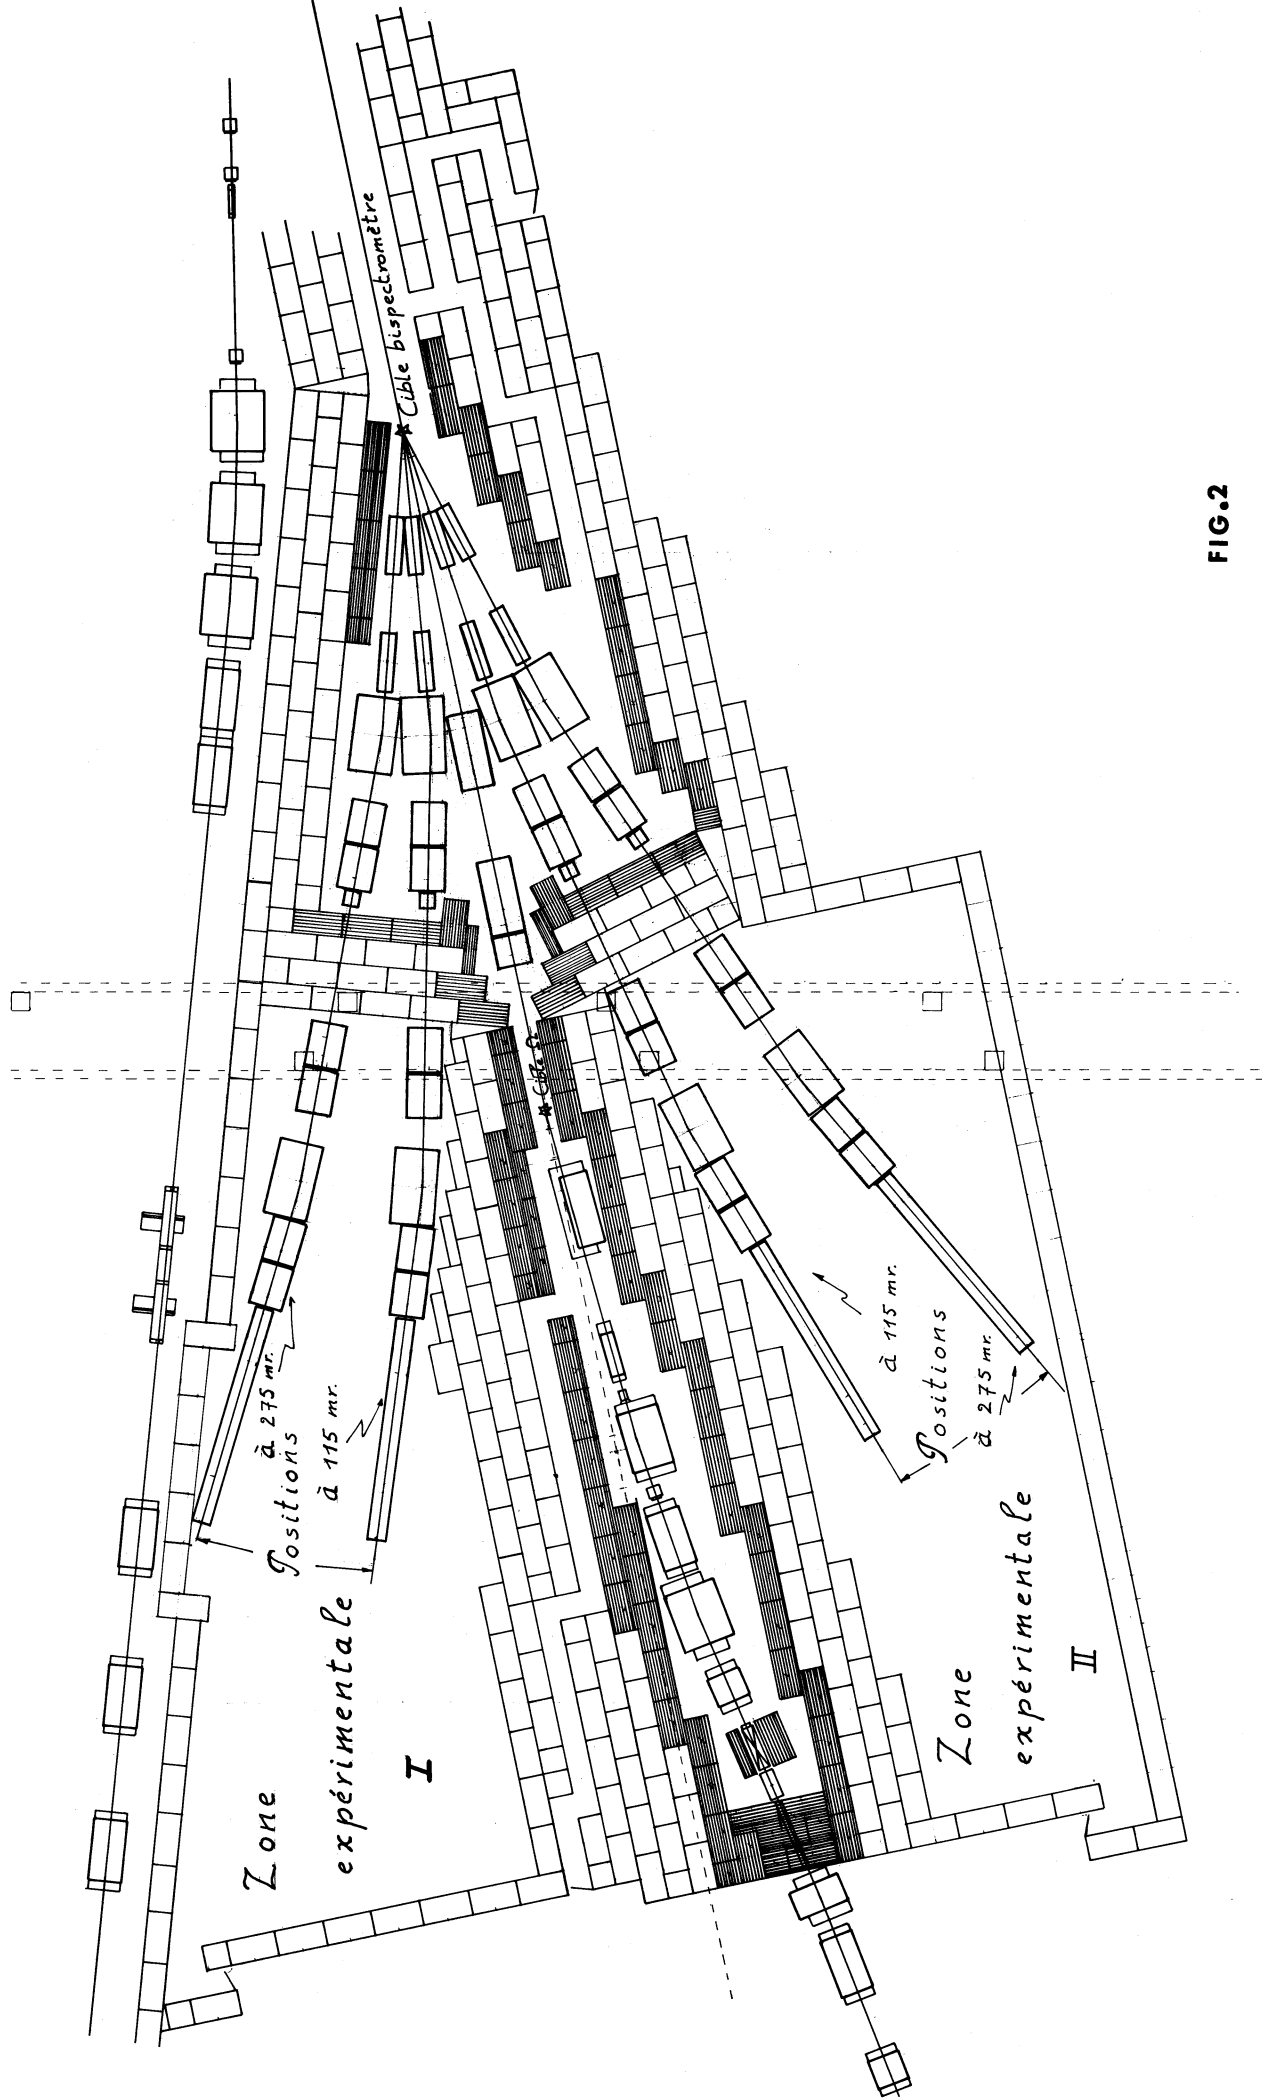 Cible bispectromètre
Cible Ω
à 275 mr.
Positions
à 115 mr.
Zone
expérimentale
I
à 115 mr.
Positions
à 275 mr.
Zone
expérimentale
II
FIG.2